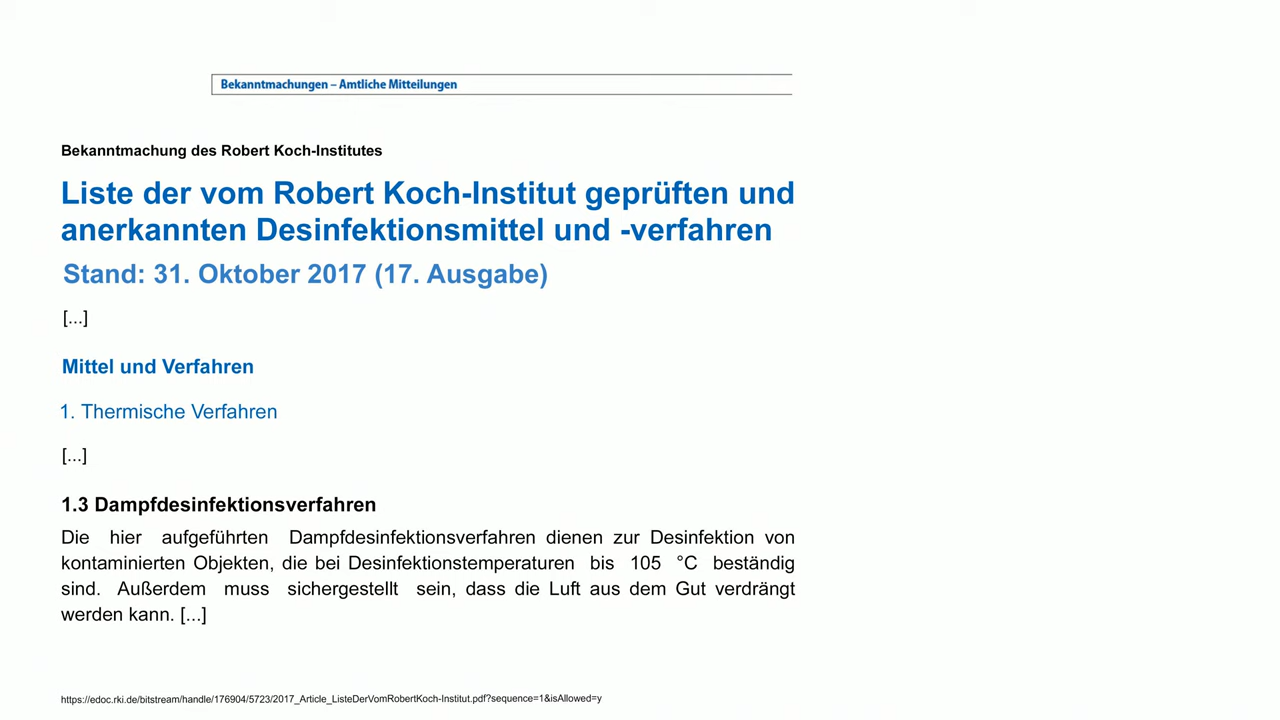 Bekanntmachungen – Amtliche Mitteilungen
Bekanntmachung des Robert Koch-Institutes
Liste der vom Robert Koch-Institut geprüften und
anerkannten Desinfektionsmittel und -verfahren
Stand: 31. Oktober 2017 (17. Ausgabe)
[...]
Mittel und Verfahren
1. Thermische Verfahren
[...]
1.3 Dampfdesinfektionsverfahren
Die hier aufgeführten Dampfdesinfektionsverfahren dienen zur Desinfektion von
kontaminierten Objekten, die bei Desinfektionstemperaturen bis 105 °C beständig
sind. Außerdem muss sichergestellt sein, dass die Luft aus dem Gut verdrängt
werden kann. [...]
https://edoc.rki.de/bitstream/handle/176904/5723/2017_Article_ListeDerVomRobertKoch-Institut.pdf?sequence=1&isAllowed=y